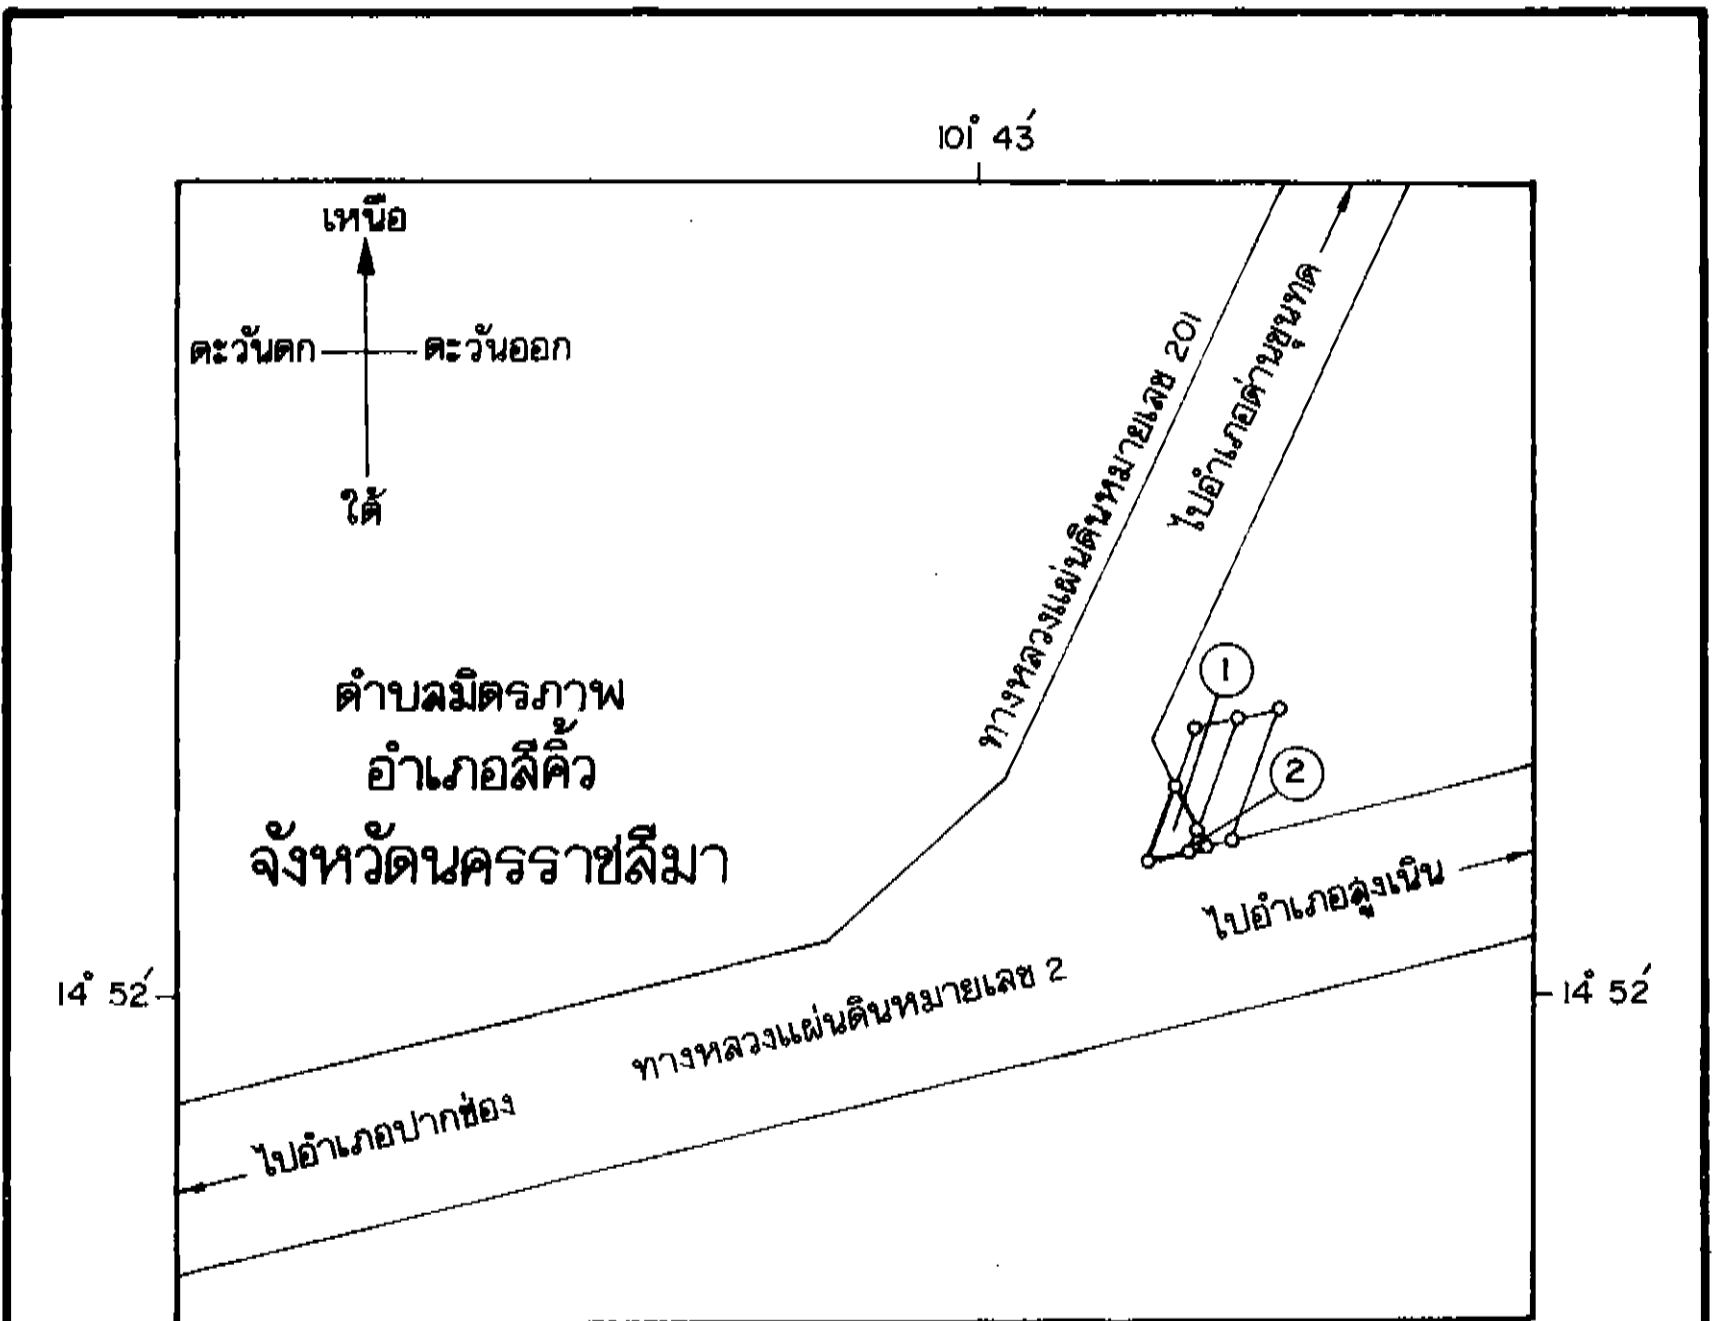 101° 43′
เหนือ
ตะวันตก
ตะวันออก
ใต้
ทางหลวงแผ่นดินหมายเลข 201
ไปอำเภอด่านขุนทด
1
2
ตำบลมิตรภาพ
อำเภอสีคิ้ว
จังหวัดนครราชสีมา
ไปอำเภอสูงเนิน
14° 52′
14° 52′
ทางหลวงแผ่นดินหมายเลข 2
ไปอำเภอปากช่อง